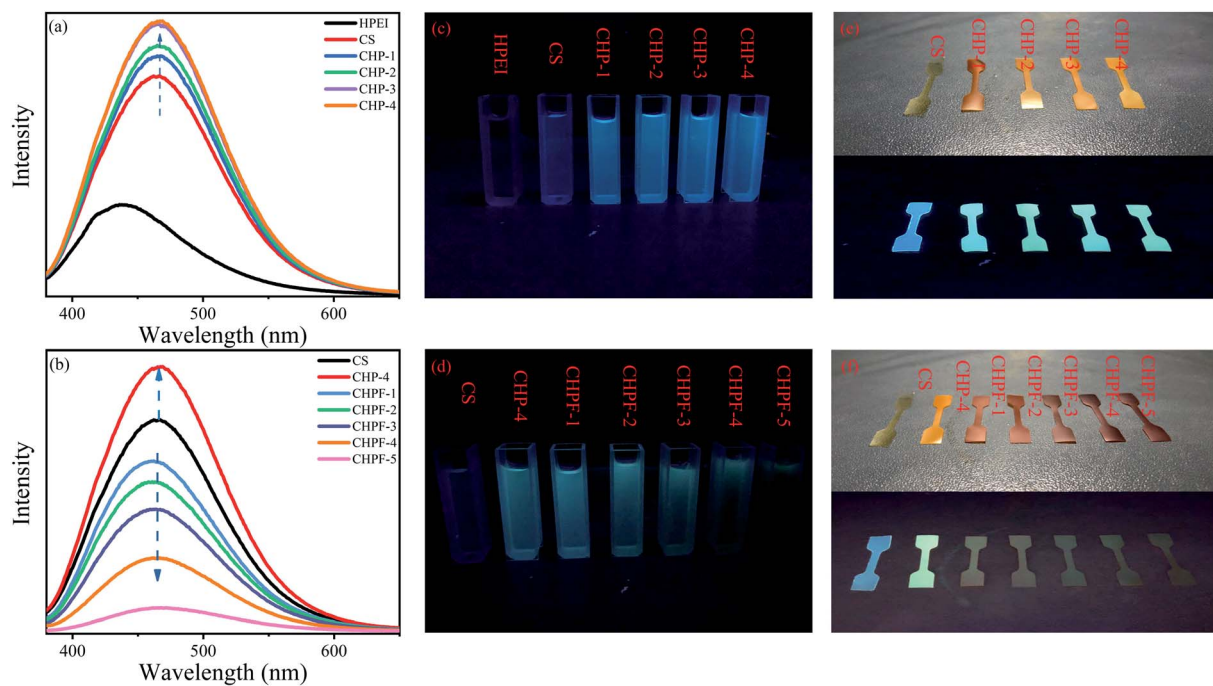 (a)
HPEI
CS
CHP-1
CHP-2
CHP-3
CHP-4
Intensity
400
500
600
Wavelength (nm)
(c)
HPEI
CS
CHP-1
CHP-2
CHP-3
CHP-4
(e)
CS
CHP-1
CHP-2
CHP-3
CHP-4
(b)
CS
CHP-4
CHPF-1
CHPF-2
CHPF-3
CHPF-4
CHPF-5
Intensity
400
500
600
Wavelength (nm)
(d)
CS
CHP-4
CHPF-1
CHPF-2
CHPF-3
CHPF-4
CHPF-5
(f)
CS
CHP-4
CHPF-1
CHPF-2
CHPF-3
CHPF-4
CHPF-5